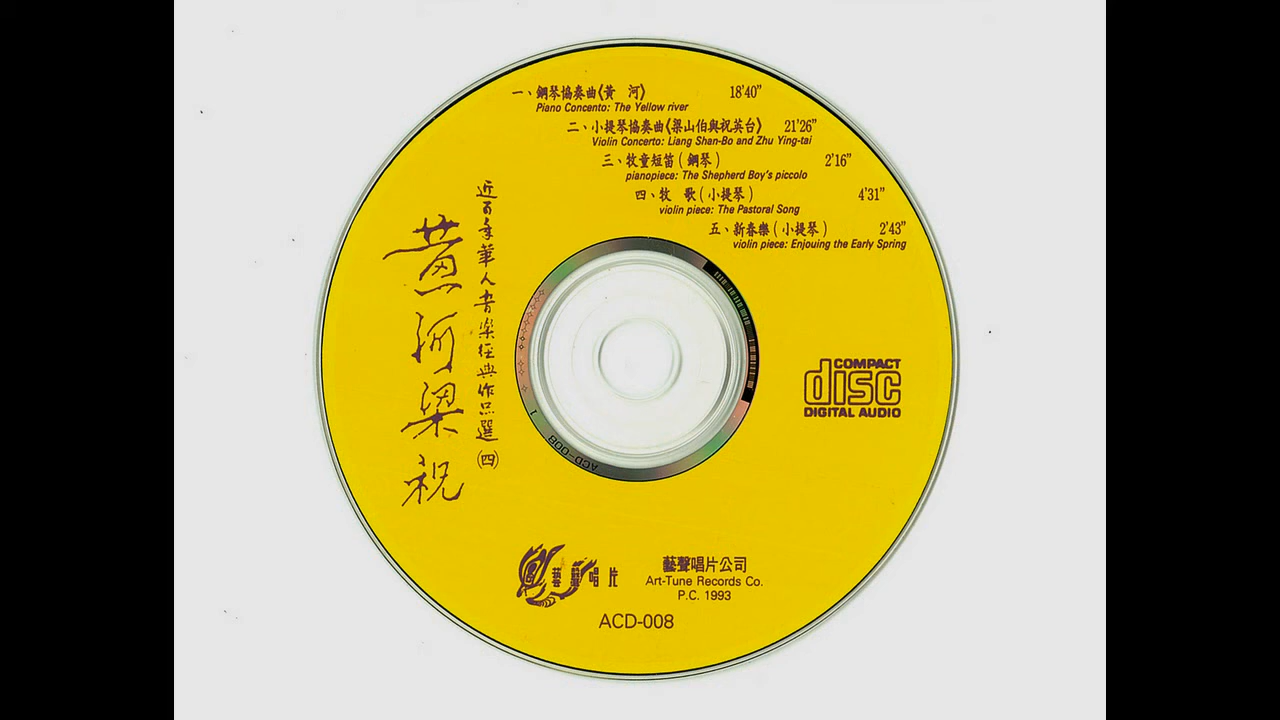 一、鋼琴協奏曲《黃 河》 18'40"
Piano Concento: The Yellow river
二、小提琴協奏曲《梁山伯與祝英台》 21'26"
Violin Concerto: Liang Shan-Bo and Zhu Ying-tai
三、牧童短笛(鋼琴) 2'16"
pianopiece: The Shepherd Boy's piccolo
四、牧 歌(小提琴) 4'31"
violin piece: The Pastoral Song
五、新春樂(小提琴) 2'43"
violin piece: Enjouing the Early Spring
近百年華人音樂經典作品選(四)
黃河梁祝
COMPACT
disc
DIGITAL AUDIO
ACD-008 1
藝聲唱片
藝聲唱片公司
Art-Tune Records Co.
P.C. 1993
ACD-008